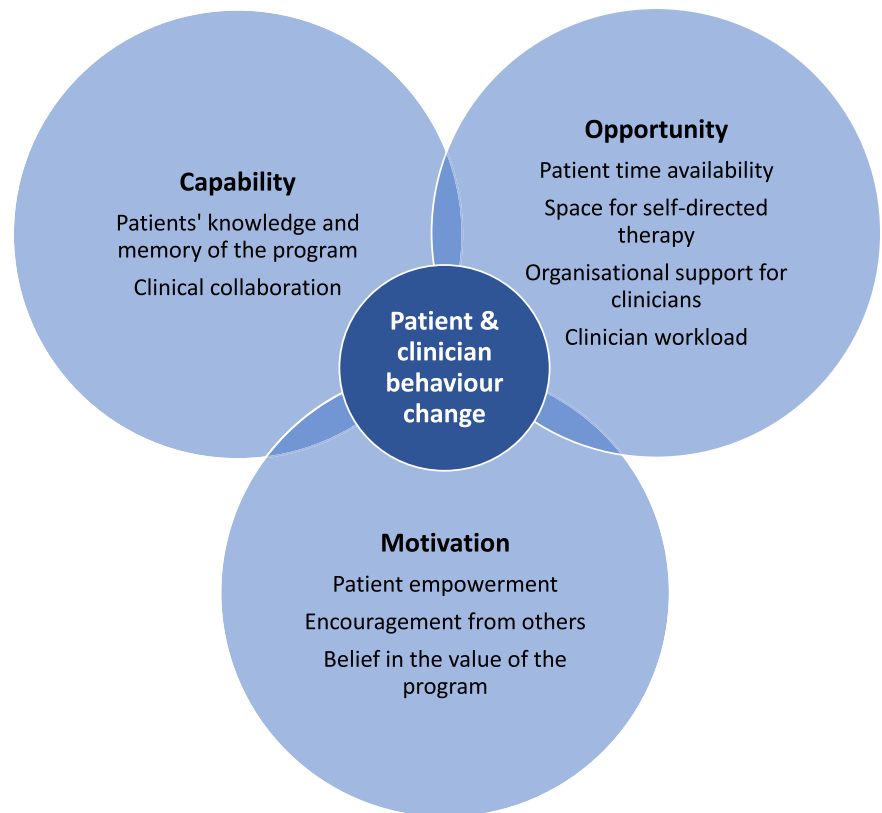 Capability
Patients' knowledge and
memory of the program
Clinical collaboration
Opportunity
Patient time availability
Space for self-directed
therapy
Organisational support for
clinicians
Clinician workload
Patient &
clinician
behaviour
change
Motivation
Patient empowerment
Encouragement from others
Belief in the value of the
program